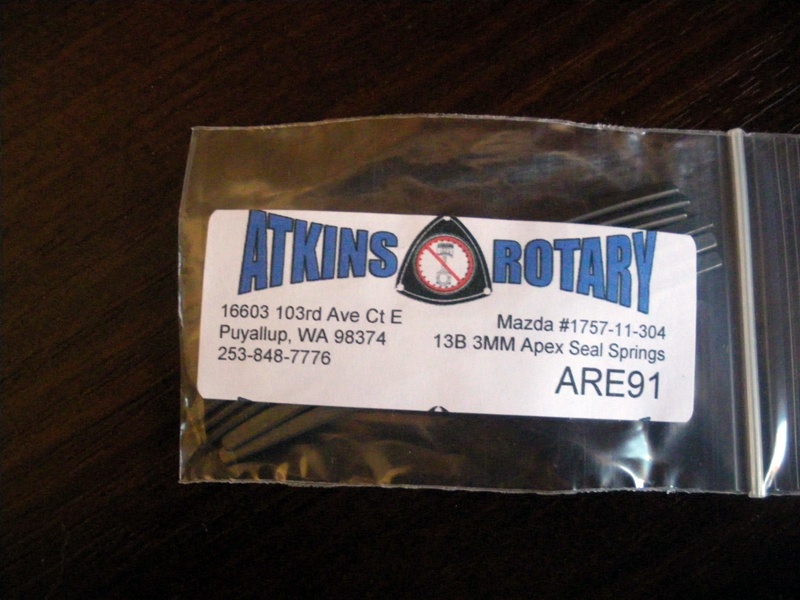 ATKINS ROTARY
16603 103rd Ave Ct E
Puyallup, WA 98374
253-848-7776
Mazda #1757-11-304
13B 3MM Apex Seal Springs
ARE91